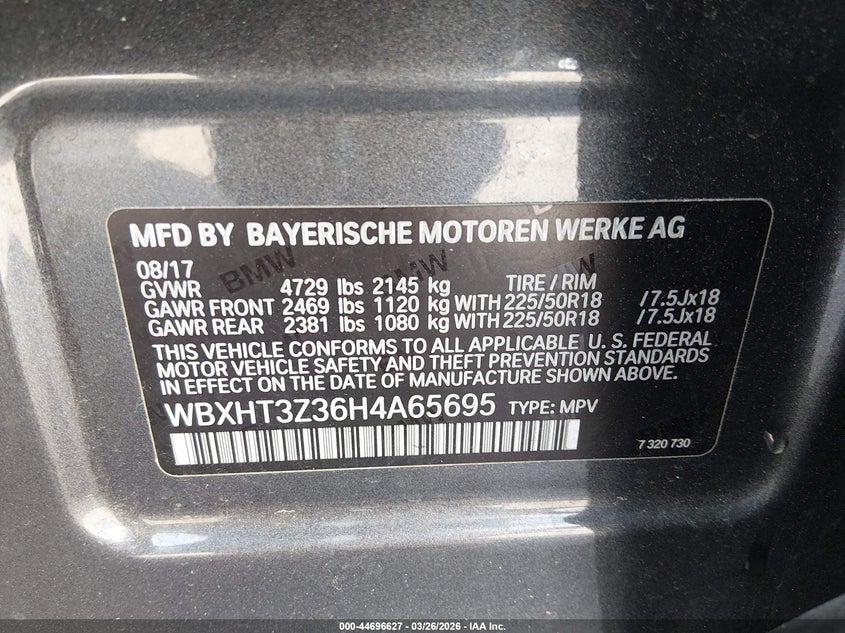 MFD BY BAYERISCHE MOTOREN WERKE AG
08/17
GVWR 4729 lbs 2145 kg TIRE / RIM
GAWR FRONT 2469 lbs 1120 kg WITH 225/50R18 /7.5Jx18
GAWR REAR 2381 lbs 1080 kg WITH 225/50R18 /7.5Jx18
THIS VEHICLE CONFORMS TO ALL APPLICABLE U. S. FEDERAL
MOTOR VEHICLE SAFETY AND THEFT PREVENTION STANDARDS
IN EFFECT ON THE DATE OF MANUFACTURE SHOWN ABOVE.
WBXHT3Z36H4A65695 TYPE: MPV
7 320 730
000-44696627 - 03/26/2026 - IAA Inc.